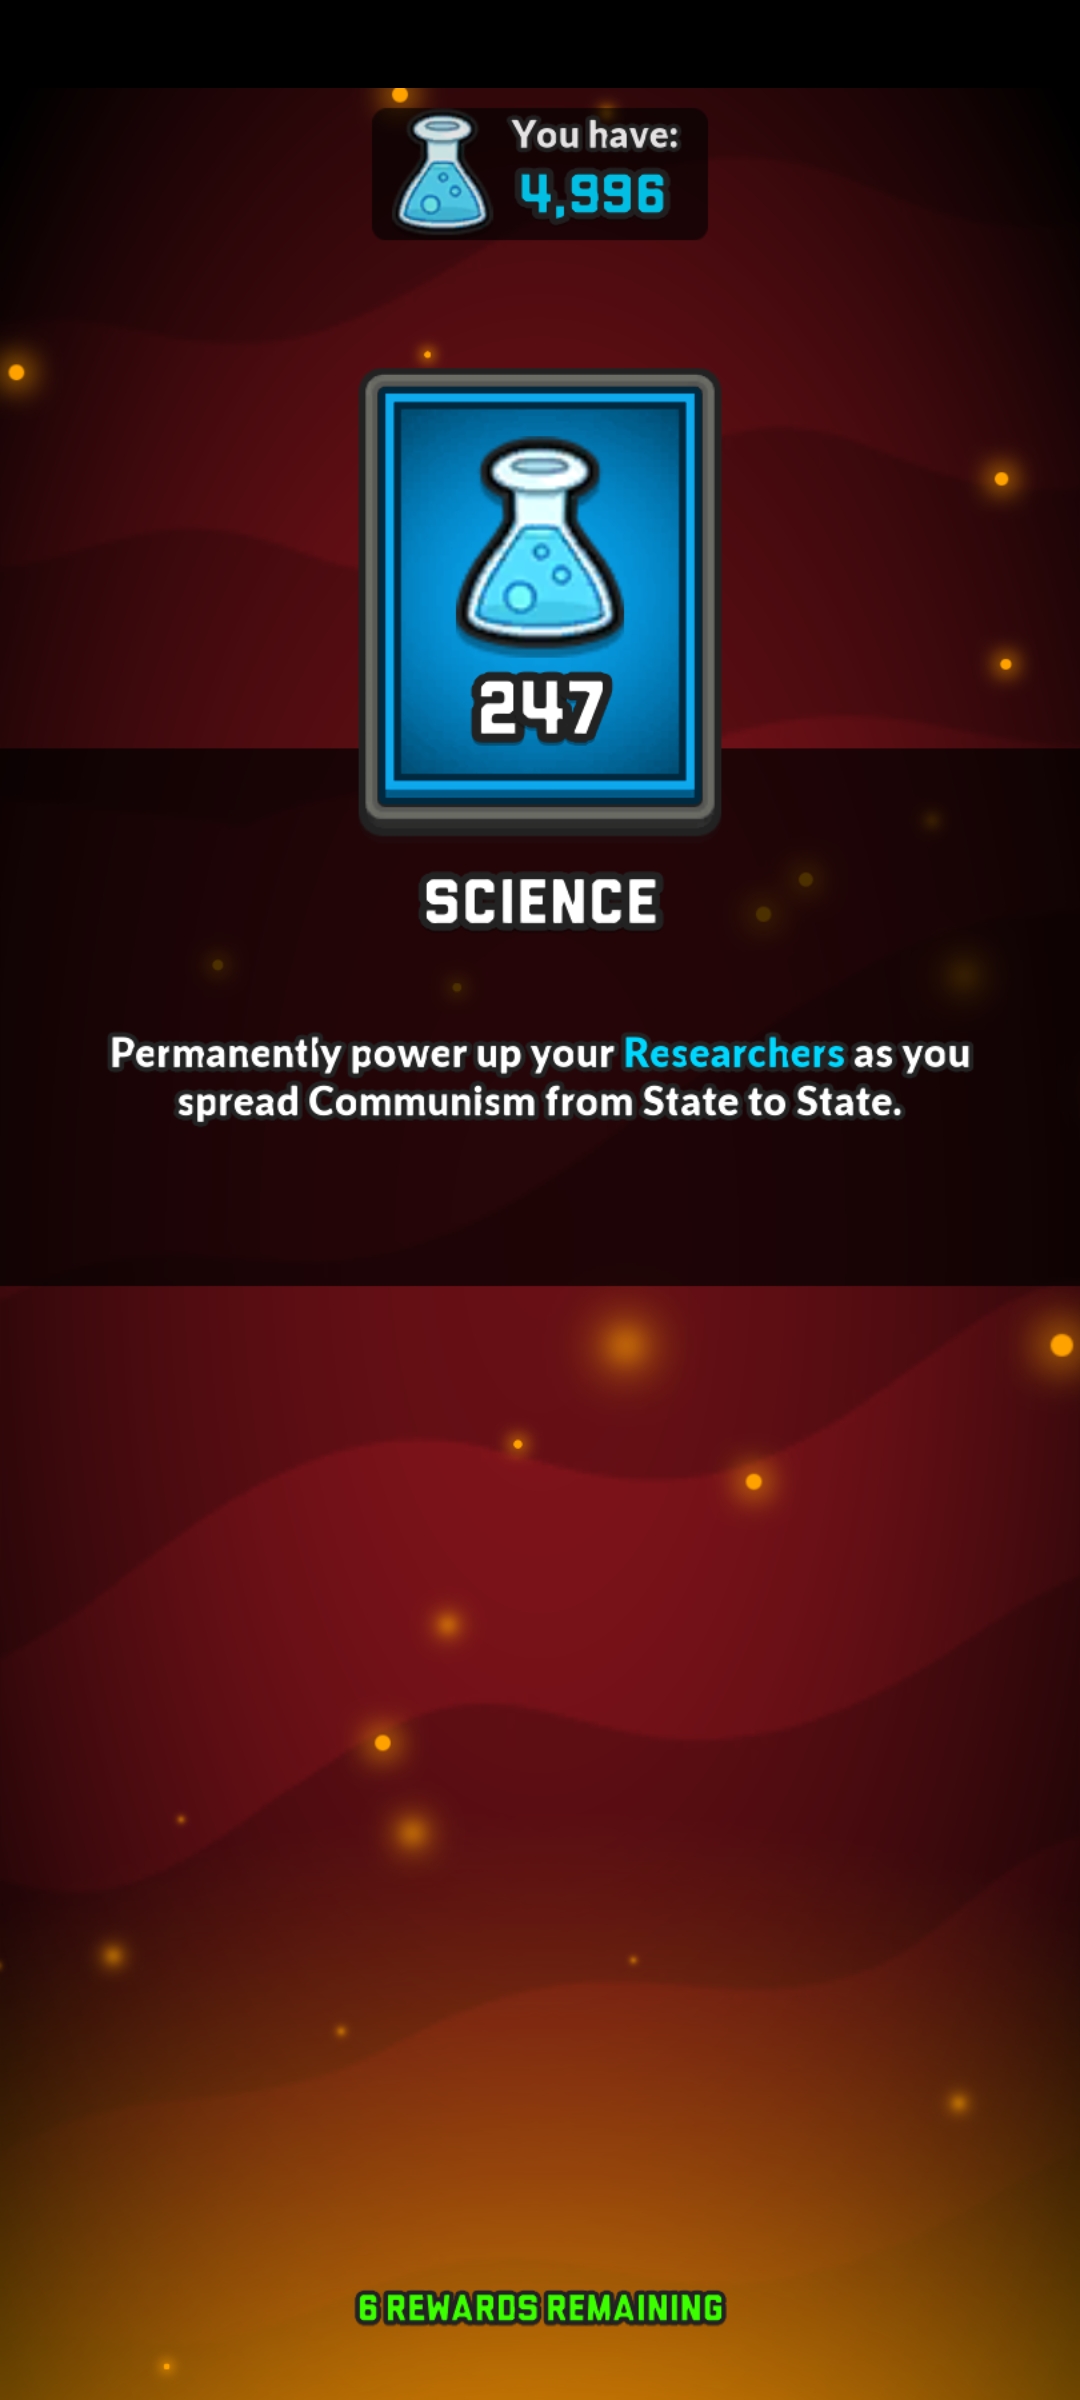 You have:
4,996
247
SCIENCE
Permanently power up your Researchers as you
spread Communism from State to State.
6 REWARDS REMAINING